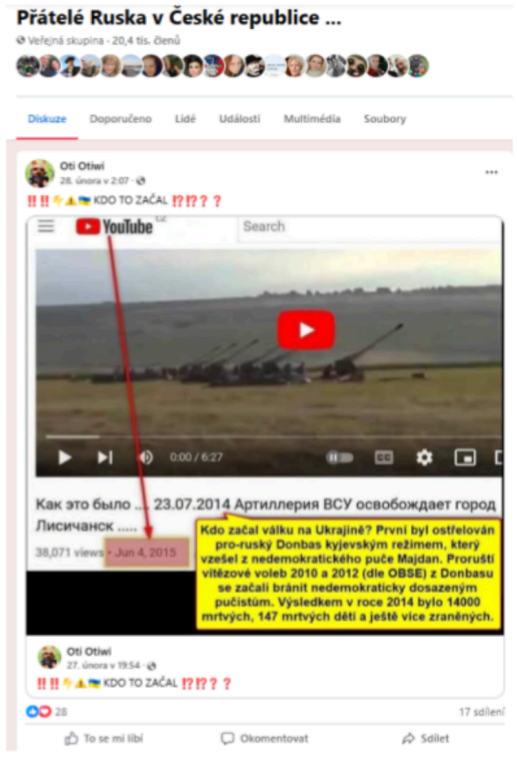 Přátelé Ruska v České republice ...
Veřejná skupina · 20,4 tis. členů
Diskuze Doporučeno Lidé Události Multimédia Soubory
Oti Otiwi
28. února v 2:07 ·
‼️ ‼️ 👇⚠️🇺🇦 KDO TO ZAČAL ⁉️⁉️❓❓
YouTube CZ
Search
0:00 / 6:27
CC
Как это было .... 23.07.2014 Артиллерия ВСУ освобождает город
Лисичанск .....
38,071 views • Jun 4, 2015
Kdo začal válku na Ukrajině? První byl ostřelován
pro-ruský Donbas kyjevským režimem, který
vzešel z nedemokratického puče Majdan. Proruští
vítězové voleb 2010 a 2012 (dle OBSE) z Donbasu
se začali bránit nedemokraticky dosazeným
pučistům. Výsledkem v roce 2014 bylo 14000
mrtvých, 147 mrtvých dětí a ještě více zraněných.
Oti Otiwi
27. února v 19:54 ·
‼️ ‼️ 👇⚠️🇺🇦 KDO TO ZAČAL ⁉️⁉️❓❓
28
17 sdílení
To se mi líbí Okomentovat Sdílet